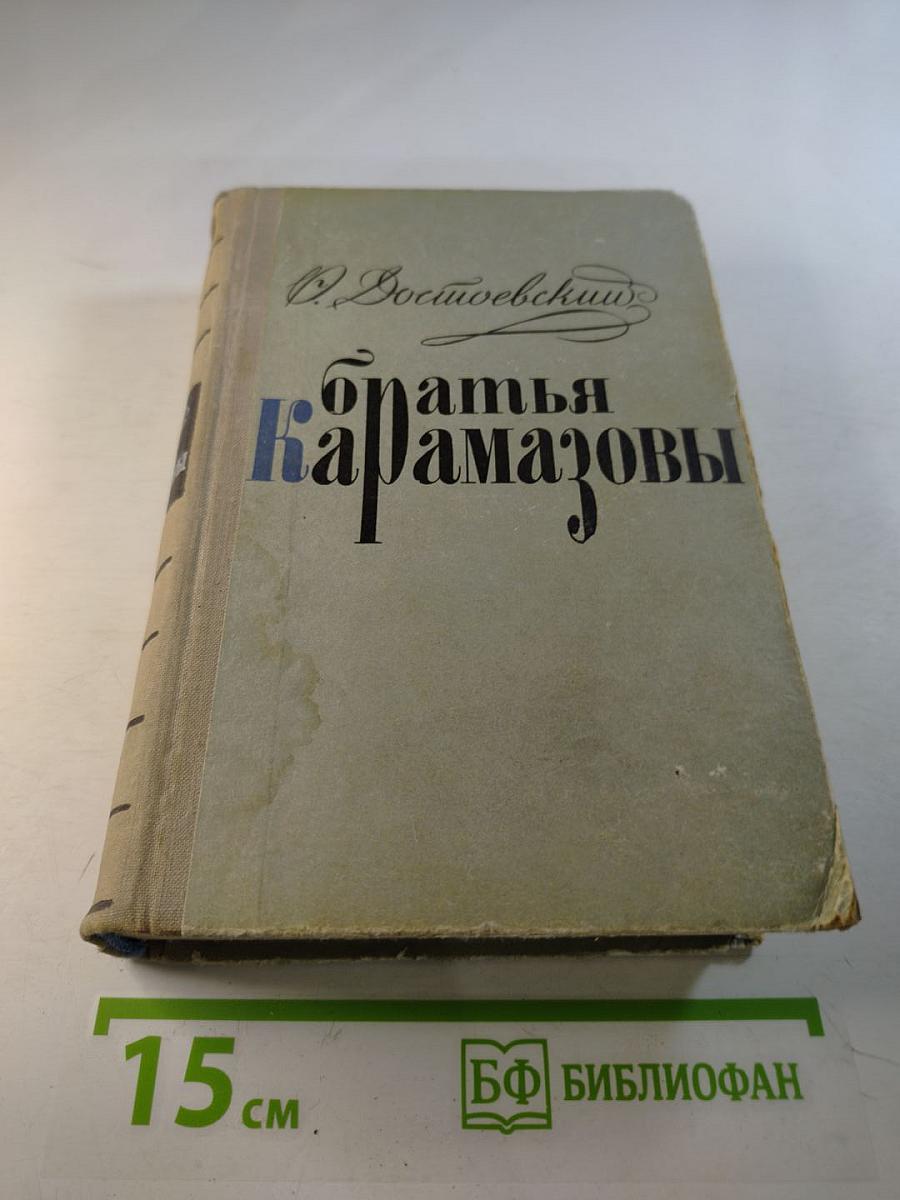 Ф. Достоевский
братья
Карамазовы
15 см
БФ БИБЛИОФАН